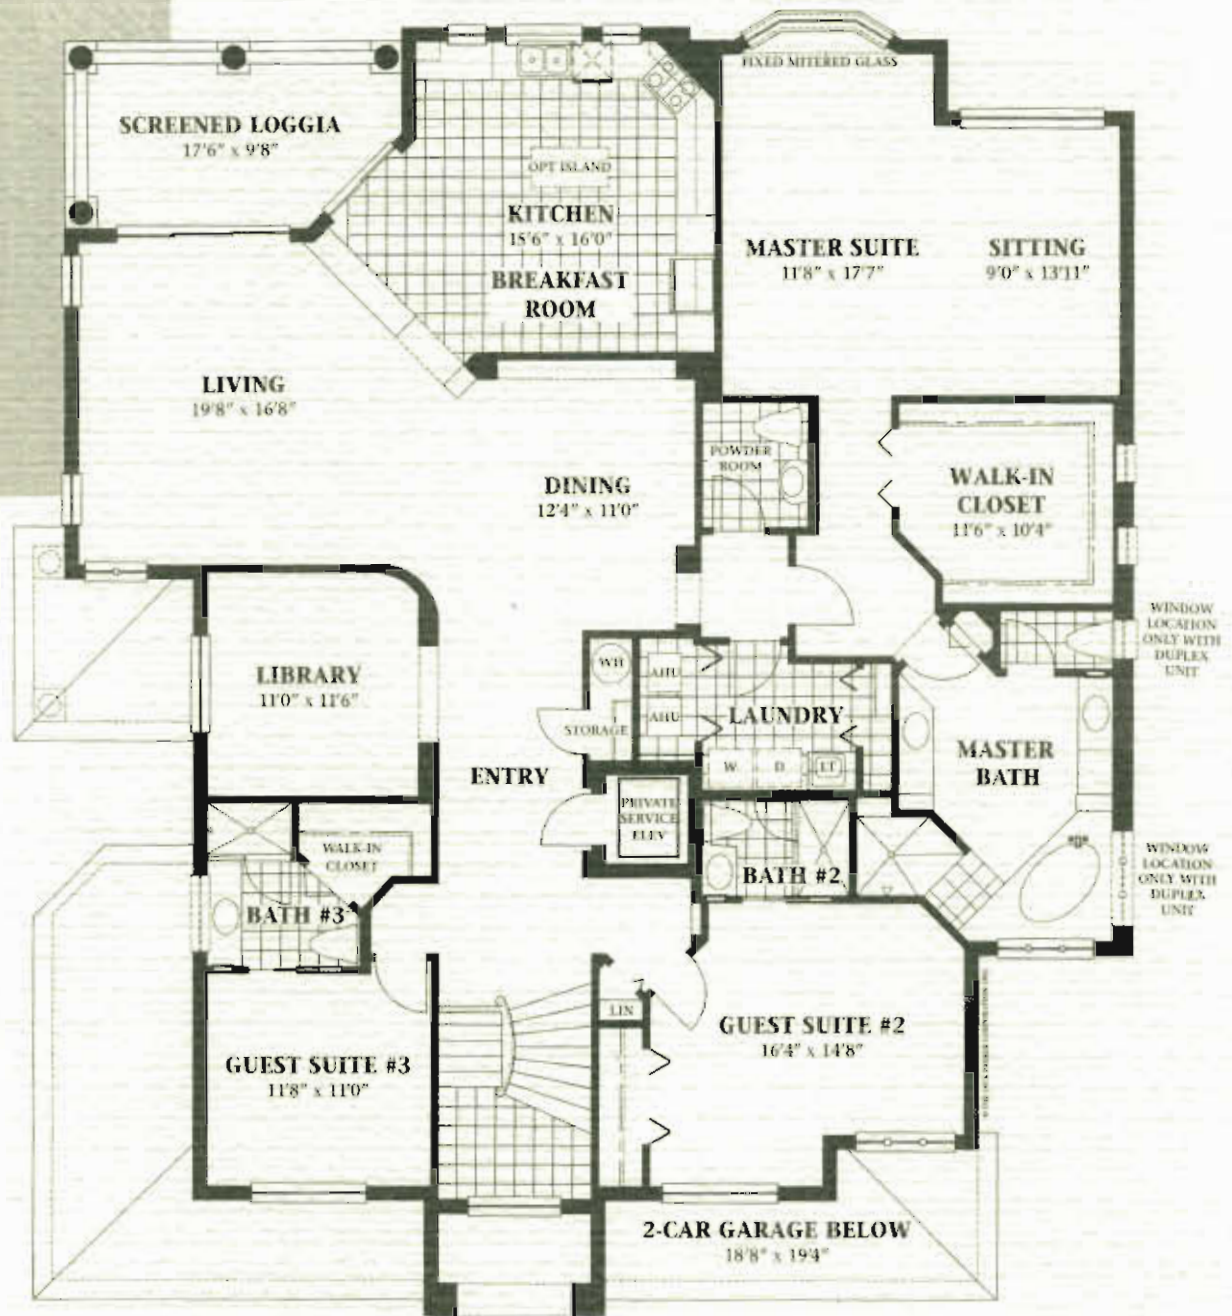 FIXED MITERED GLASS
SCREENED LOGGIA
17'6" x 9'8"
OPT ISLAND
KITCHEN
15'6" x 16'0"
BREAKFAST
ROOM
MASTER SUITE
11'8" x 17'7"
SITTING
9'0" x 13'11"
LIVING
19'8" x 16'8"
DINING
12'4" x 11'0"
POWDER
ROOM
WALK-IN
CLOSET
11'6" x 10'4"
WINDOW
LOCATION
ONLY WITH
DUPLEX
UNIT
LIBRARY
11'0" x 11'6"
WH
STORAGE
AHU
AHU
LAUNDRY
W
D
LT
MASTER
BATH
ENTRY
PRIVATE
SERVICE
ELEV
WALK-IN
CLOSET
BATH #3
BATH #2
WINDOW
LOCATION
ONLY WITH
DUPLEX
UNIT
LIN
GUEST SUITE #2
16'4" x 14'8"
GUEST SUITE #3
11'8" x 11'0"
2-CAR GARAGE BELOW
18'8" x 19'4"